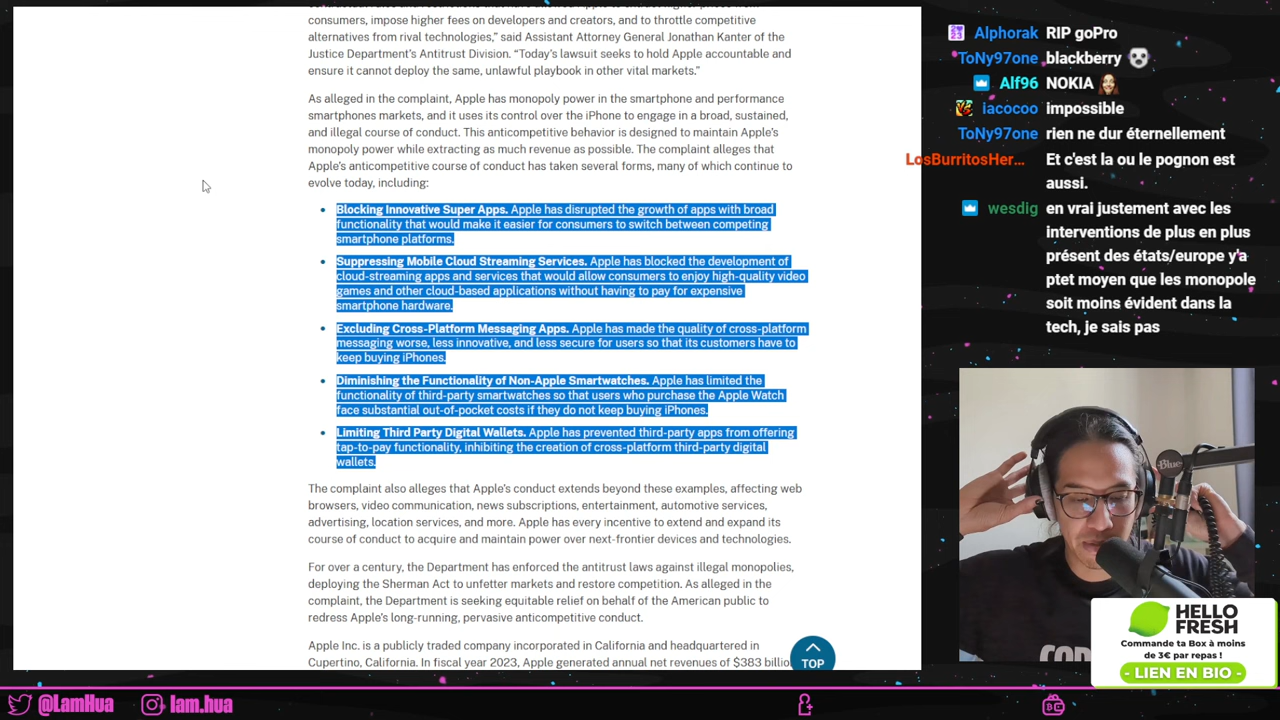 consumers, impose higher fees on developers and creators, and to throttle competitive
alternatives from rival technologies,” said Assistant Attorney General Jonathan Kanter of the
Justice Department’s Antitrust Division. “Today’s lawsuit seeks to hold Apple accountable and
ensure it cannot deploy the same, unlawful playbook in other vital markets.”
As alleged in the complaint, Apple has monopoly power in the smartphone and performance
smartphones markets, and it uses its control over the iPhone to engage in a broad, sustained,
and illegal course of conduct. This anticompetitive behavior is designed to maintain Apple’s
monopoly power while extracting as much revenue as possible. The complaint alleges that
Apple’s anticompetitive course of conduct has taken several forms, many of which continue to
evolve today, including:
• Blocking Innovative Super Apps. Apple has disrupted the growth of apps with broad
functionality that would make it easier for consumers to switch between competing
smartphone platforms.
• Suppressing Mobile Cloud Streaming Services. Apple has blocked the development of
cloud-streaming apps and services that would allow consumers to enjoy high-quality video
games and other cloud-based applications without having to pay for expensive
smartphone hardware.
• Excluding Cross-Platform Messaging Apps. Apple has made the quality of cross-platform
messaging worse, less innovative, and less secure for users so that its customers have to
keep buying iPhones.
• Diminishing the Functionality of Non-Apple Smartwatches. Apple has limited the
functionality of third-party smartwatches so that users who purchase the Apple Watch
face substantial out-of-pocket costs if they do not keep buying iPhones.
• Limiting Third Party Digital Wallets. Apple has prevented third-party apps from offering
tap-to-pay functionality, inhibiting the creation of cross-platform third-party digital
wallets.
The complaint also alleges that Apple’s conduct extends beyond these examples, affecting web
browsers, video communication, news subscriptions, entertainment, automotive services,
advertising, location services, and more. Apple has every incentive to extend and expand its
course of conduct to acquire and maintain power over next-frontier devices and technologies.
For over a century, the Department has enforced the antitrust laws against illegal monopolies,
deploying the Sherman Act to unfetter markets and restore competition. As alleged in the
complaint, the Department is seeking equitable relief on behalf of the American public to
redress Apple’s long-running, pervasive anticompetitive conduct.
Apple Inc. is a publicly traded company incorporated in California and headquartered in
Cupertino, California. In fiscal year 2023, Apple generated annual net revenues of $383
TOP
Alphorak RIP goPro
ToNy97one blackberry
Alf96 NOKIA
iacocoo impossible
ToNy97one rien ne dur éternellement
LosBurritosHer... Et c'est la ou le pognon est
aussi.
wesdig en vrai justement avec les
interventions de plus en plus
présent des états/europe y'a
ptet moyen que les monopole
soit moins évident dans la
tech, je sais pas
Blue
HELLO
FRESH
Commande ta Box à moins
de 3€ par repas !
- LIEN EN BIO -
@LamHua
lam.hua